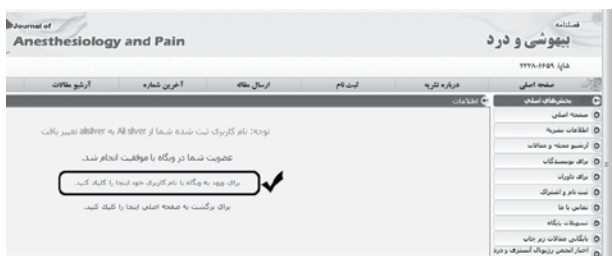 Journal of
Anesthesiology and Pain
فصلنامه
بیهوشی و درد
شاپا: ۶۶۵۹-۲۲۲۸
صفحه اصلی
درباره نشریه
ثبت نام
ارسال مقاله
آخرین شماره
آرشیو مقالات
بخش‌های اصلی
صفحه اصلی
اطلاعات نشریه
آرشیو مجله و مقالات
برای نویسندگان
برای داوران
ثبت نام و اشتراک
تماس با ما
تسهیلات پایگاه
بایگانی مقالات زیر چاپ
اخبار انجمن رژیونال آنستزی و درد
اطلاعات
توجه: نام کاربری ثبت شده شما از Ali silver به alisilver تغییر یافت
عضویت شما در وبگاه با موفقیت انجام شد.
برای ورود به وبگاه با نام کاربری خود اینجا را کلیک کنید.
برای برگشت به صفحه اصلی اینجا را کلیک کنید.